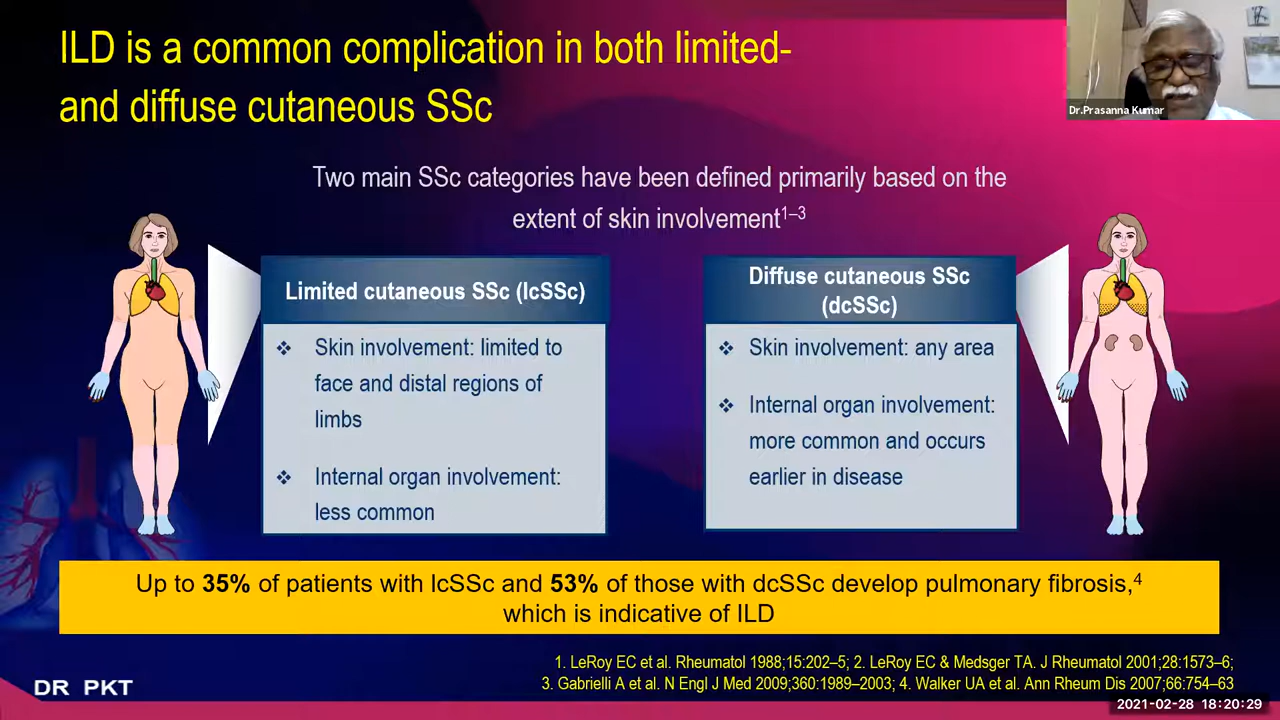 ILD is a common complication in both limited-
and diffuse cutaneous SSc
Dr.Prasanna Kumar
Two main SSc categories have been defined primarily based on the
extent of skin involvement1–3
Limited cutaneous SSc (lcSSc)
❖ Skin involvement: limited to
face and distal regions of
limbs
❖ Internal organ involvement:
less common
Diffuse cutaneous SSc
(dcSSc)
❖ Skin involvement: any area
❖ Internal organ involvement:
more common and occurs
earlier in disease
Up to 35% of patients with lcSSc and 53% of those with dcSSc develop pulmonary fibrosis,4
which is indicative of ILD
1. LeRoy EC et al. Rheumatol 1988;15:202–5; 2. LeRoy EC & Medsger TA. J Rheumatol 2001;28:1573–6;
3. Gabrielli A et al. N Engl J Med 2009;360:1989–2003; 4. Walker UA et al. Ann Rheum Dis 2007;66:754–63
DR PKT
2021-02-28 18:20:29